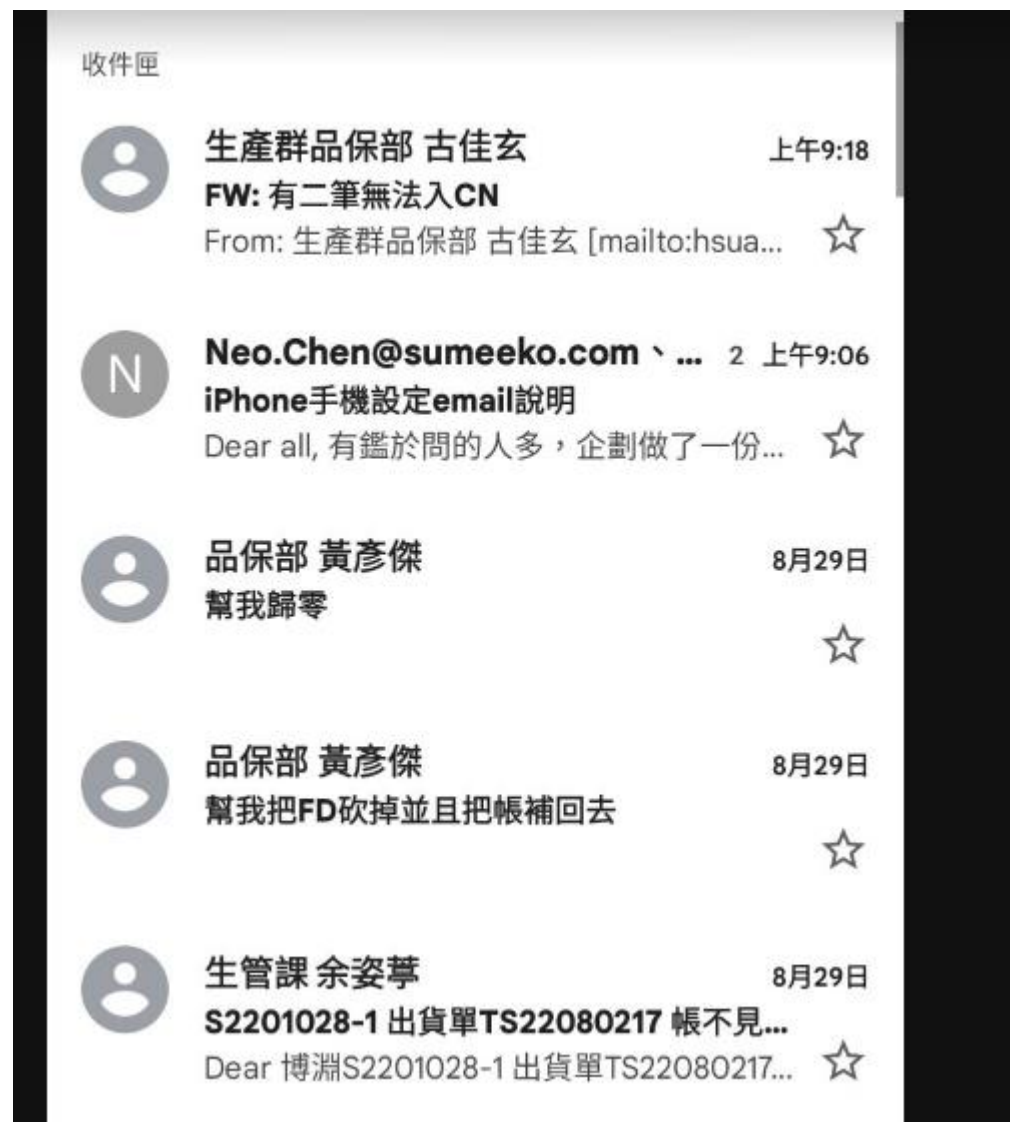 收件匣
生產群品保部 古佳玄 上午9:18
FW: 有二筆無法入CN
From: 生產群品保部 古佳玄 [mailto:hsua...
Neo.Chen@sumeeko.com、... 2 上午9:06
iPhone手機設定email說明
Dear all, 有鑑於問的人多，企劃做了一份...
品保部 黃彥傑 8月29日
幫我歸零
品保部 黃彥傑 8月29日
幫我把FD砍掉並且把帳補回去
生管課 余姿葶 8月29日
S2201028-1 出貨單TS22080217 帳不見...
Dear 博淵S2201028-1 出貨單TS22080217...
N